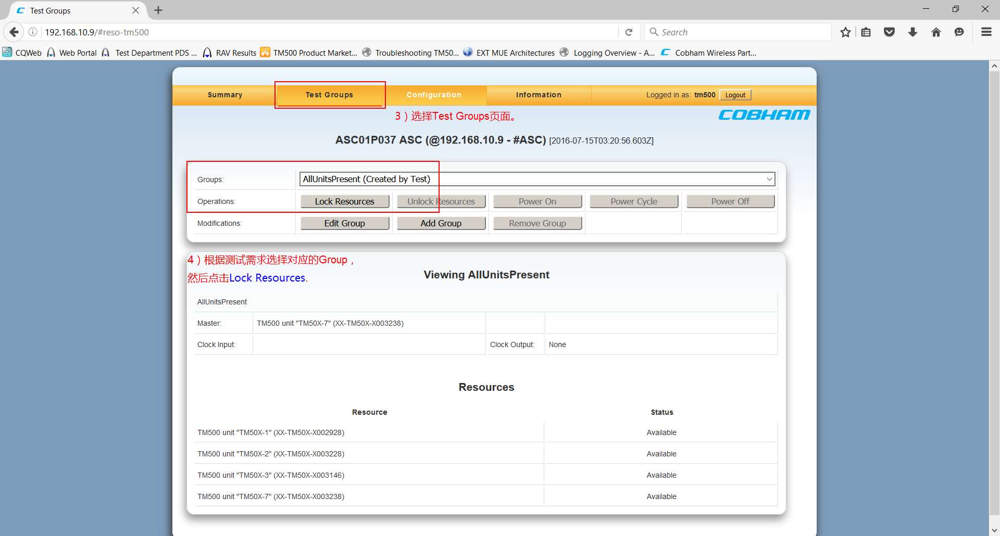 Test Groups
192.168.10.9/#reso-tm500
Search
CQWeb Web Portal Test Department PDS ... RAV Results TM500 Product Market... Troubleshooting TM50... EXT MUE Architectures Logging Overview - A... Cobham Wireless Part...
Summary Test Groups Configuration Information Logged in as: tm500 Logout
3）选择Test Groups页面。
COBHAM
ASC01P037 ASC (@192.168.10.9 - #ASC) [2016-07-15T03:20:56.603Z]
Groups: AllUnitsPresent (Created by Test)
Operations: Lock Resources Unlock Resources Power On Power Cycle Power Off
Modifications: Edit Group Add Group Remove Group
4）根据测试需求选择对应的Group，
然后点击Lock Resources.
Viewing AllUnitsPresent
AllUnitsPresent
Master: TM500 unit "TM50X-7" (XX-TM50X-X003238)
Clock Input: Clock Output: None
Resources
Resource Status
TM500 unit "TM50X-1" (XX-TM50X-X002928) Available
TM500 unit "TM50X-2" (XX-TM50X-X003228) Available
TM500 unit "TM50X-3" (XX-TM50X-X003146) Available
TM500 unit "TM50X-7" (XX-TM50X-X003238) Available